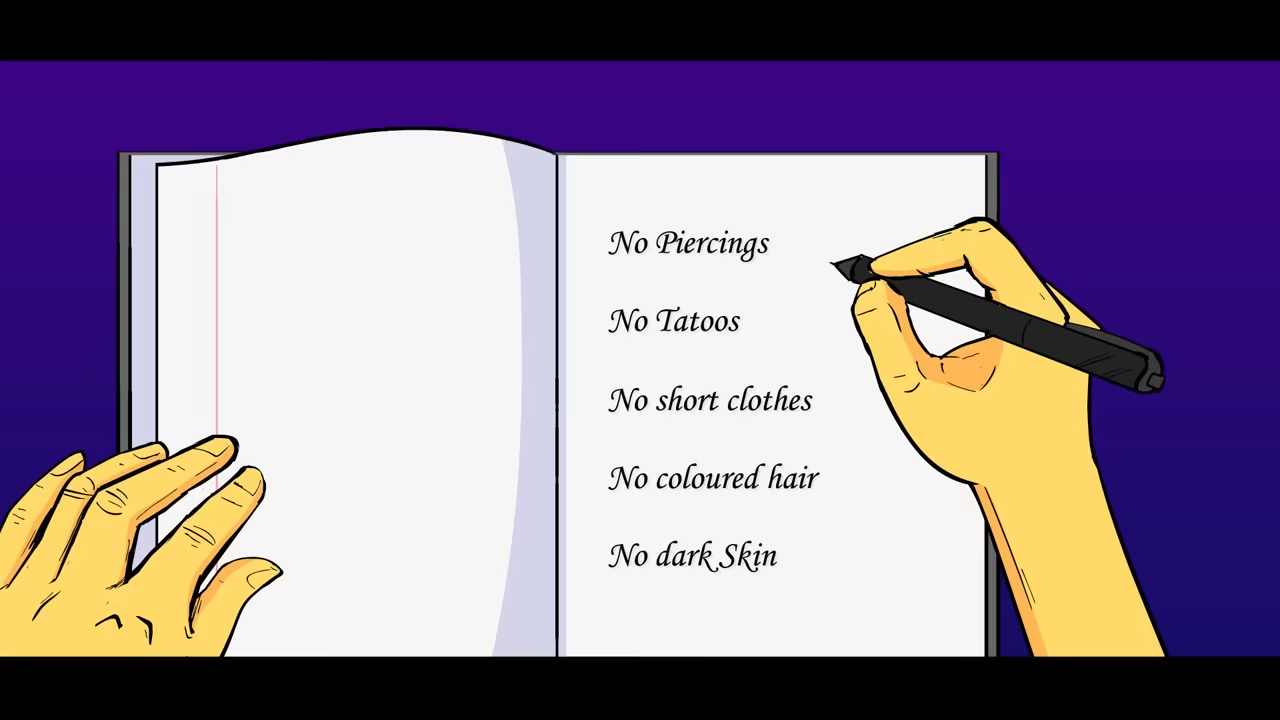 No Piercings
No Tatoos
No short clothes
No coloured hair
No dark Skin